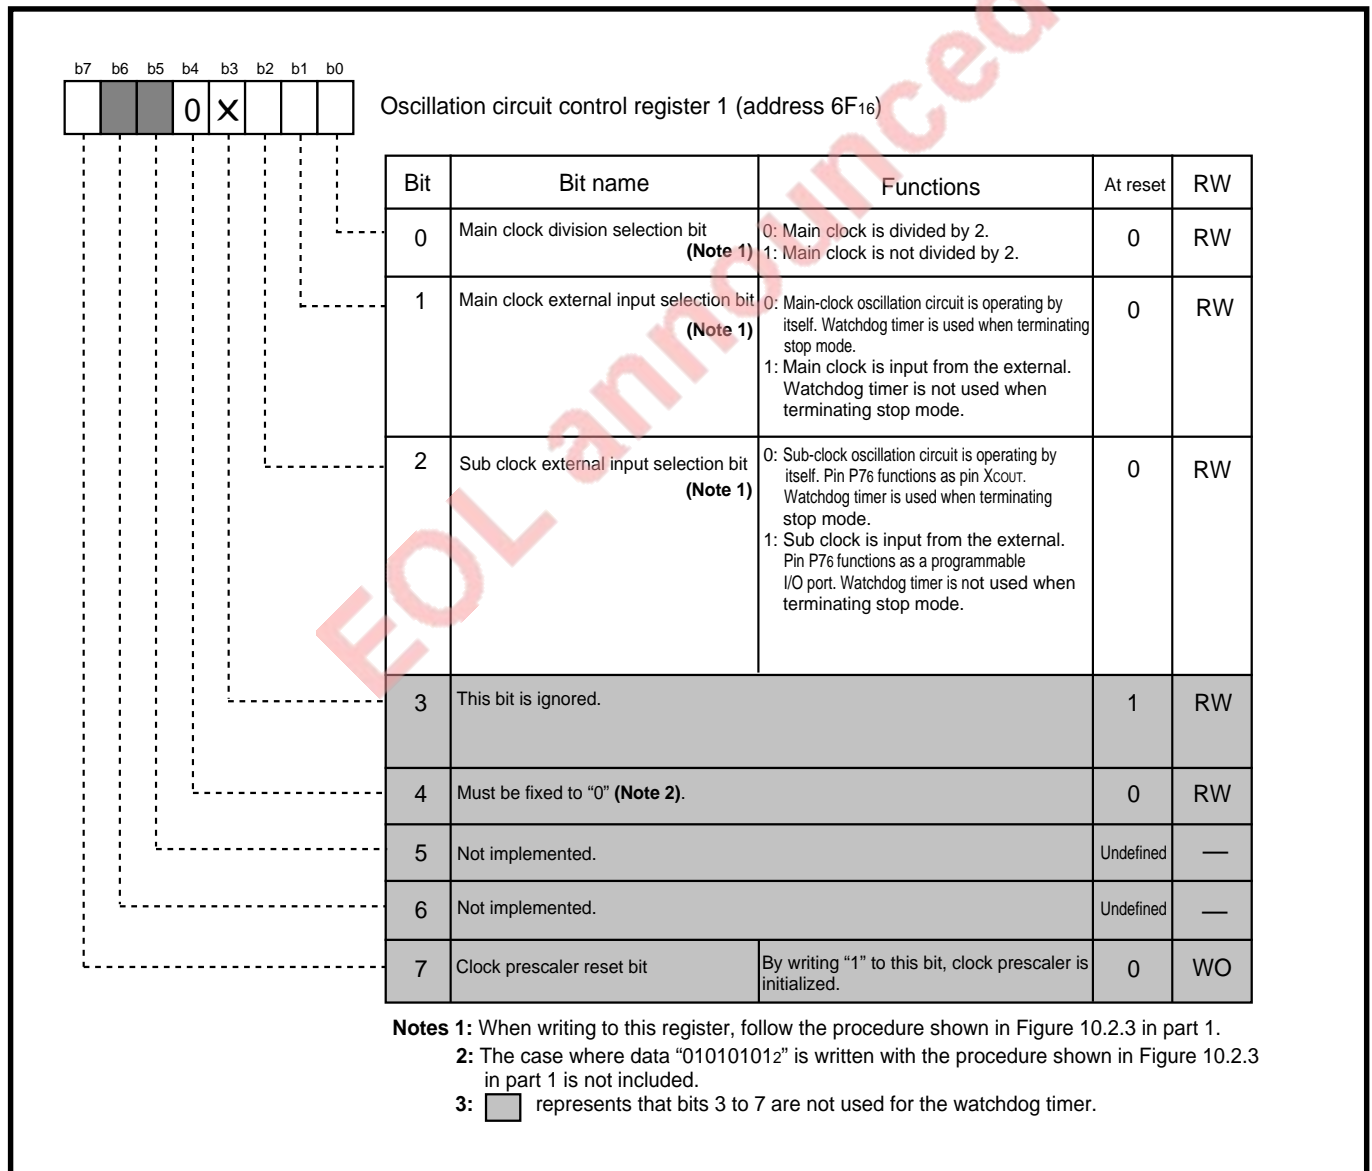 b7 b6 b5 b4 b3 b2 b1 b0
0 X
Oscillation circuit control register 1 (address 6F16)
Bit Bit name Functions At reset RW
0 Main clock division selection bit (Note 1) 0: Main clock is divided by 2. 0 RW
1: Main clock is not divided by 2.
1 Main clock external input selection bit (Note 1) 0: Main-clock oscillation circuit is operating by 0 RW
itself. Watchdog timer is used when terminating
stop mode.
1: Main clock is input from the external.
Watchdog timer is not used when
terminating stop mode.
2 Sub clock external input selection bit (Note 1) 0: Sub-clock oscillation circuit is operating by 0 RW
itself. Pin P76 functions as pin XCOUT.
Watchdog timer is used when terminating
stop mode.
1: Sub clock is input from the external.
Pin P76 functions as a programmable
I/O port. Watchdog timer is not used when
terminating stop mode.
3 This bit is ignored. 1 RW
4 Must be fixed to “0” (Note 2). 0 RW
5 Not implemented. Undefined —
6 Not implemented. Undefined —
7 Clock prescaler reset bit By writing “1” to this bit, clock prescaler is 0 WO
initialized.
Notes 1: When writing to this register, follow the procedure shown in Figure 10.2.3 in part 1.
2: The case where data “010101012” is written with the procedure shown in Figure 10.2.3
in part 1 is not included.
3: represents that bits 3 to 7 are not used for the watchdog timer.
EOL announced